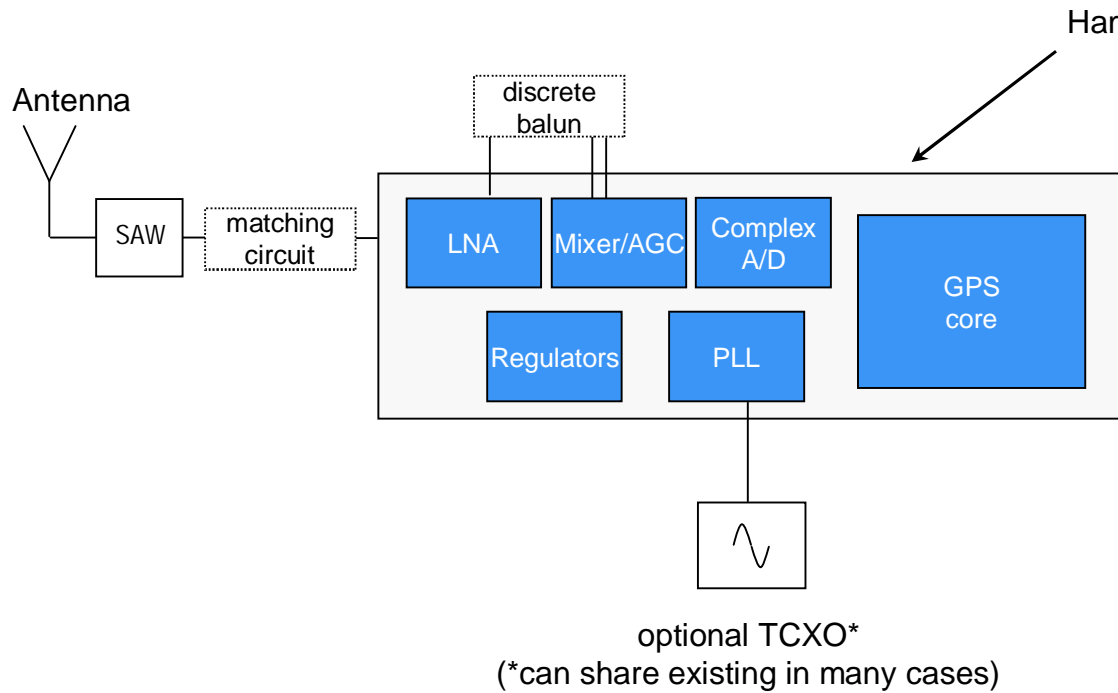 Har
Antenna
discrete
balun
SAW
matching
circuit
LNA
Mixer/AGC
Complex
A/D
GPS
core
Regulators
PLL
optional TCXO*
(*can share existing in many cases)